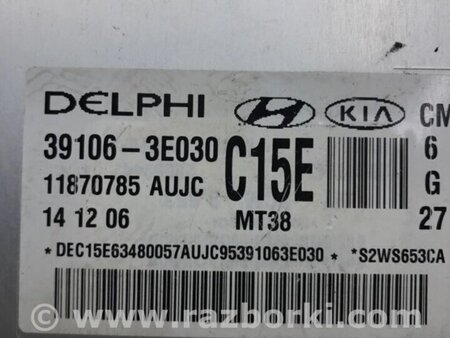 DELPHI HYUNDAI KIA CM
39106-3E030 C15E 6
11870785 AUJC G
14 12 06 MT38 27
* DEC15E63480057AUJC95391063E030 * *S2WS653CA
www.razborki.com